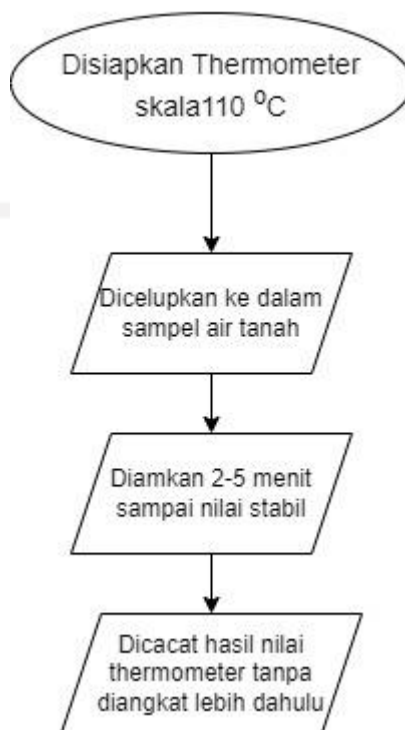 Disiapkan Thermometer
skala110 ⁰C
Dicelupkan ke dalam
sampel air tanah
Diamkan 2-5 menit
sampai nilai stabil
Dicacat hasil nilai
thermometer tanpa
diangkat lebih dahulu